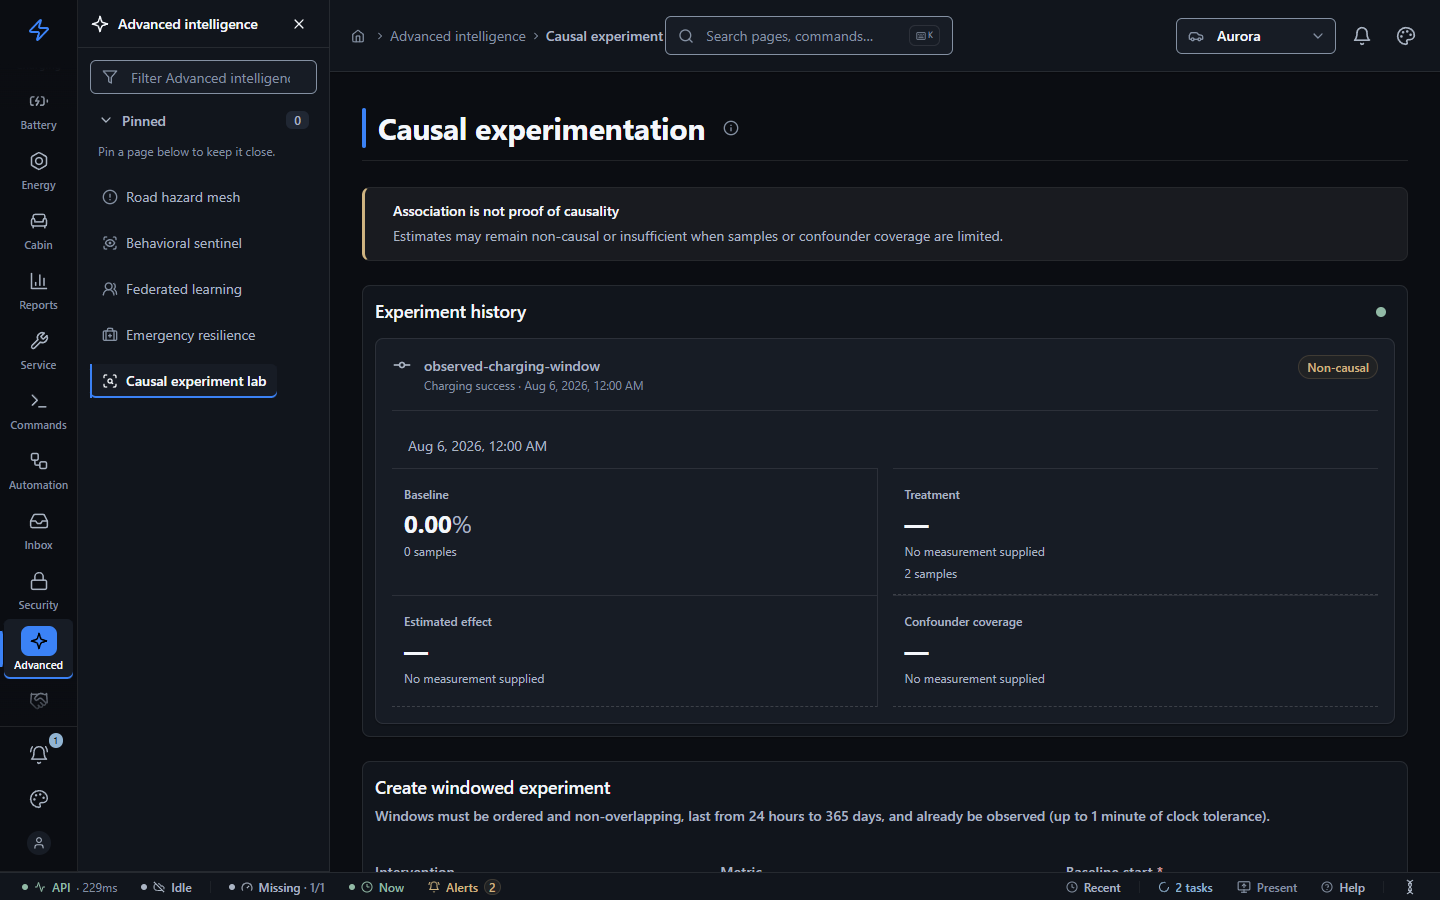 Advanced intelligence
Advanced intelligence
Causal experiment
Search pages, commands...
K
Aurora
Filter Advanced intelligenc
Pinned
0
Pin a page below to keep it close.
Road hazard mesh
Behavioral sentinel
Federated learning
Emergency resilience
Causal experiment lab
Battery
Energy
Cabin
Reports
Service
Commands
Automation
Inbox
Security
Advanced
1
Causal experimentation
Association is not proof of causality
Estimates may remain non-causal or insufficient when samples or confounder coverage are limited.
Experiment history
observed-charging-window
Charging success · Aug 6, 2026, 12:00 AM
Non-causal
Aug 6, 2026, 12:00 AM
Baseline
0.00%
0 samples
Treatment
—
No measurement supplied
2 samples
Estimated effect
—
No measurement supplied
Confounder coverage
—
No measurement supplied
Create windowed experiment
Windows must be ordered and non-overlapping, last from 24 hours to 365 days, and already be observed (up to 1 minute of clock tolerance).
Intervention
Metric
Baseline start *
API · 229ms
Idle
Missing · 1/1
Now
Alerts 2
Recent
2 tasks
Present
Help